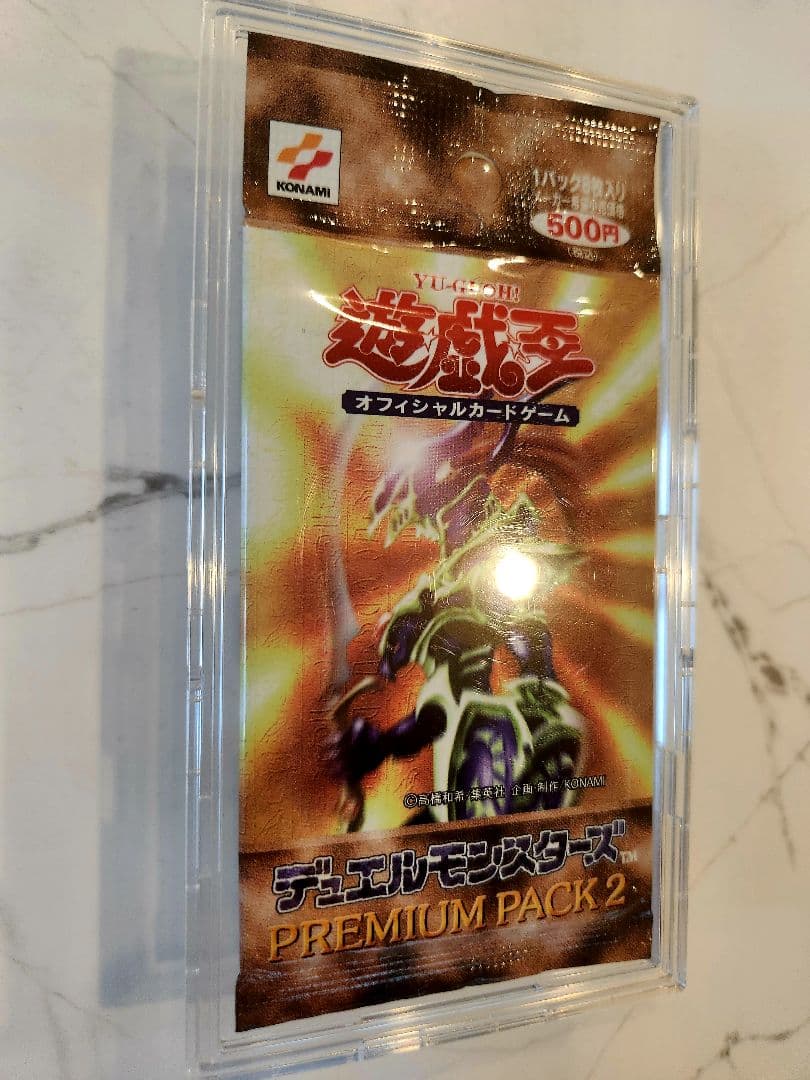 KONAMI
1パック5枚入り
500円
(税込)
YU-GI-OH!
遊戯王
オフィシャルカードゲーム
©高橋和希/集英社 企画・制作/KONAMI
デュエルモンスターズ™
PREMIUM PACK 2